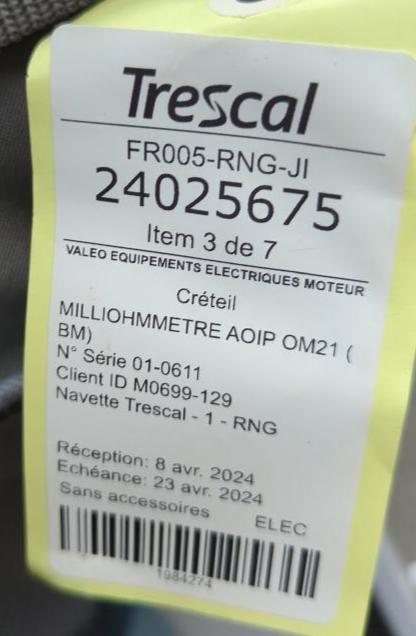 Trescal
FR005-RNG-JI
24025675
Item 3 de 7
VALEO EQUIPEMENTS ELECTRIQUES MOTEUR
Créteil
MILLIOHMMETRE AOIP OM21 (
BM)
N° Série 01-0611
Client ID M0699-129
Navette Trescal - 1 - RNG
Réception: 8 avr. 2024
Echéance: 23 avr. 2024
Sans accessoires ELEC
1984274